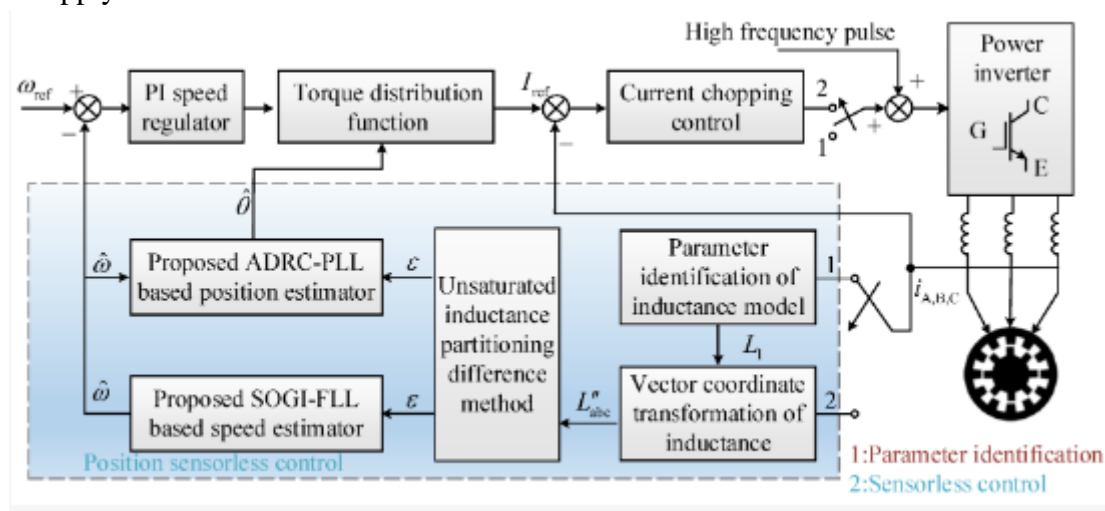 High frequency pulse
Power
inverter
C
G
E
ω_ref
+
−
PI speed
regulator
Torque distribution
function
I_ref
−
Current chopping
control
2
1
+
+
θ̂
ω̂
Proposed ADRC-PLL
based position estimator
ε
Unsaturated
inductance
partitioning
difference
method
Parameter
identification of
inductance model
1
i_A,B,C
L_1
ω̂
Proposed SOGI-FLL
based speed estimator
ε
L''_abc
Vector coordinate
transformation of
inductance
2
Position sensorless control
1:Parameter identification
2:Sensorless control